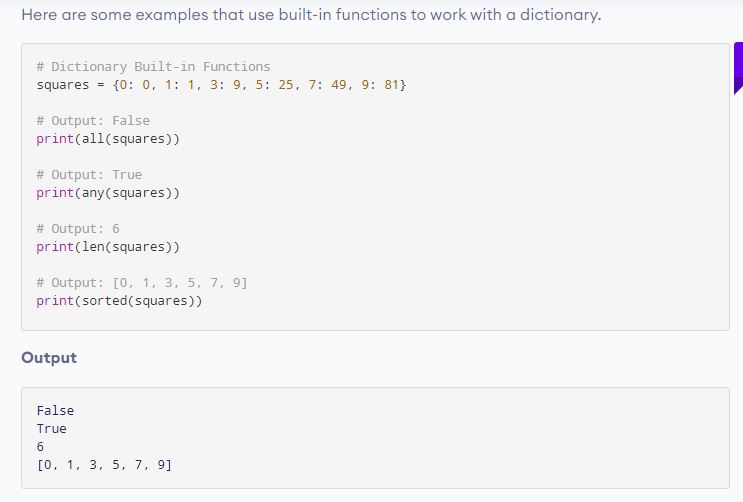 Here are some examples that use built-in functions to work with a dictionary.
# Dictionary Built-in Functions
squares = {0: 0, 1: 1, 3: 9, 5: 25, 7: 49, 9: 81}
# Output: False
print(all(squares))
# Output: True
print(any(squares))
# Output: 6
print(len(squares))
# Output: [0, 1, 3, 5, 7, 9]
print(sorted(squares))
Output
False
True
6
[0, 1, 3, 5, 7, 9]